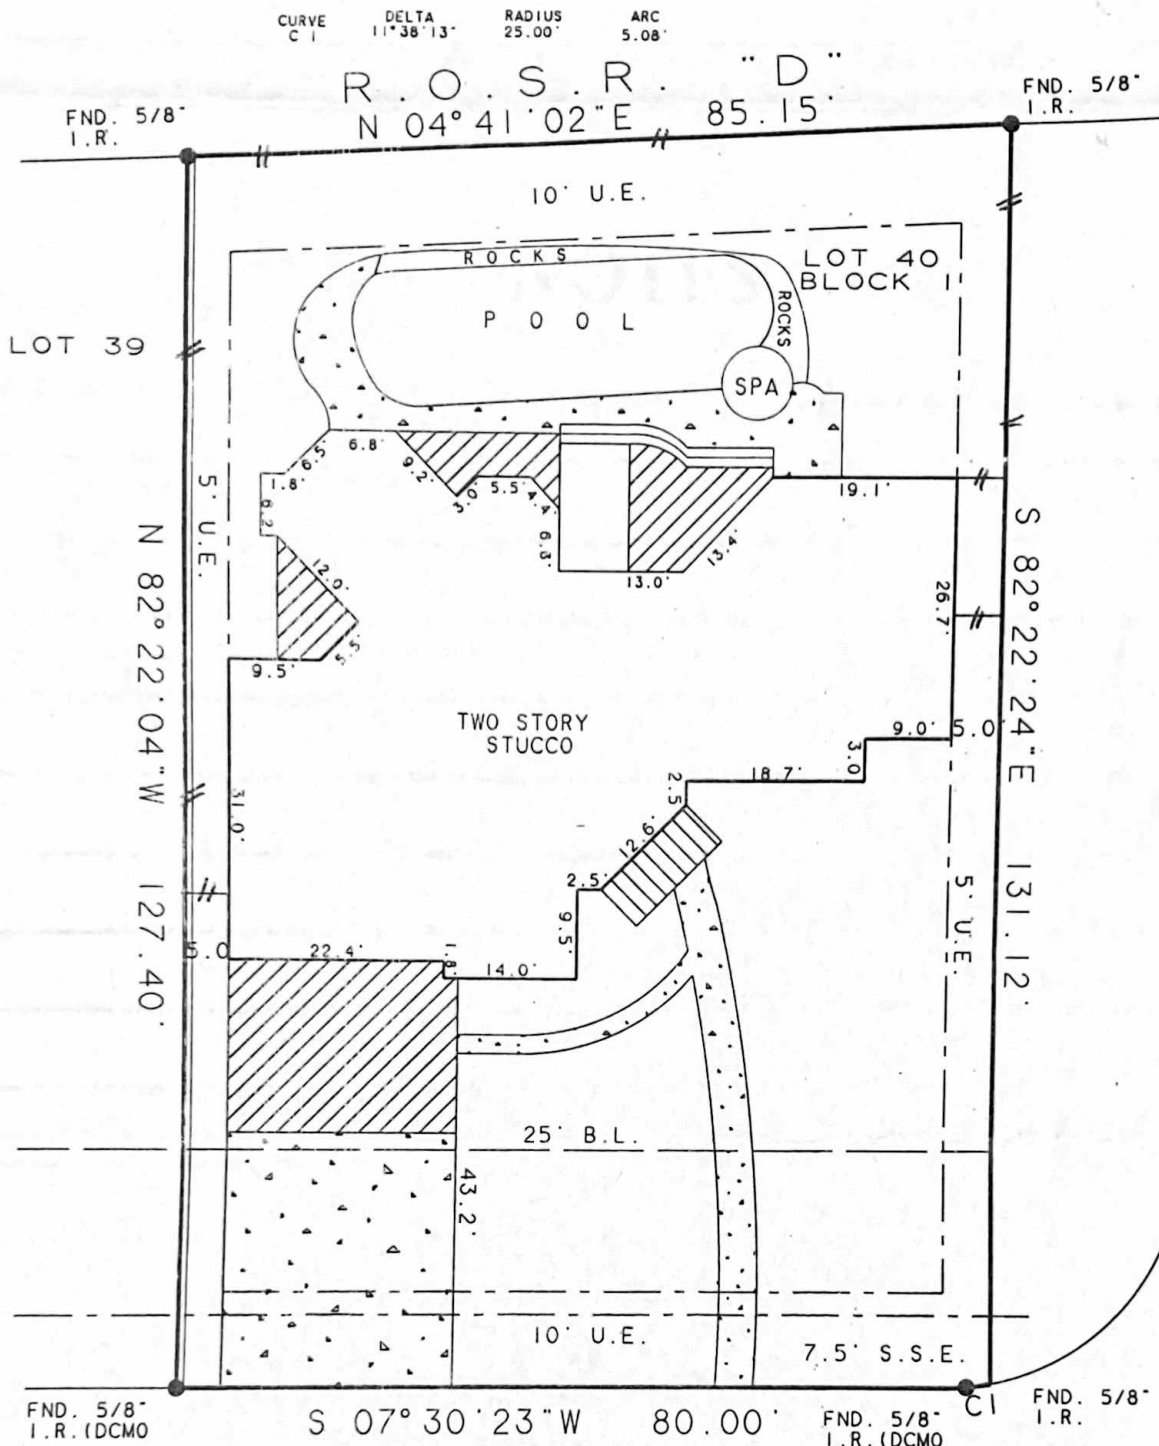 CURVE DELTA RADIUS ARC
C1 11°38'13" 25.00' 5.08'
R.O.S.R. "D"
N 04°41'02"E 85.15'
FND. 5/8"
I.R.
FND. 5/8"
I.R.
10' U.E.
ROCKS
LOT 40
BLOCK 1
POOL
ROCKS
LOT 39
SPA
6.8'
6.5'
9.2'
1.8'
3.0'
5.5'
4.4'
19.1'
6.2'
5' U.E.
6.3'
13.4'
13.0'
12.0'
26.7'
N 82°22'04"W 127.40'
S 82°22'24"E 131.12'
5.5'
9.5'
TWO STORY
STUCCO
9.0'
5.0'
3.0'
18.7'
2.5'
31.0'
12.6'
2.5'
5' U.E.
9.5'
5.0'
22.4'
1.8'
14.0'
25' B.L.
43.2'
10' U.E.
7.5' S.S.E.
C1
FND. 5/8"
I.R.(DCMO
S 07°30'23"W 80.00'
FND. 5/8"
I.R.(DCMO
FND. 5/8"
I.R.